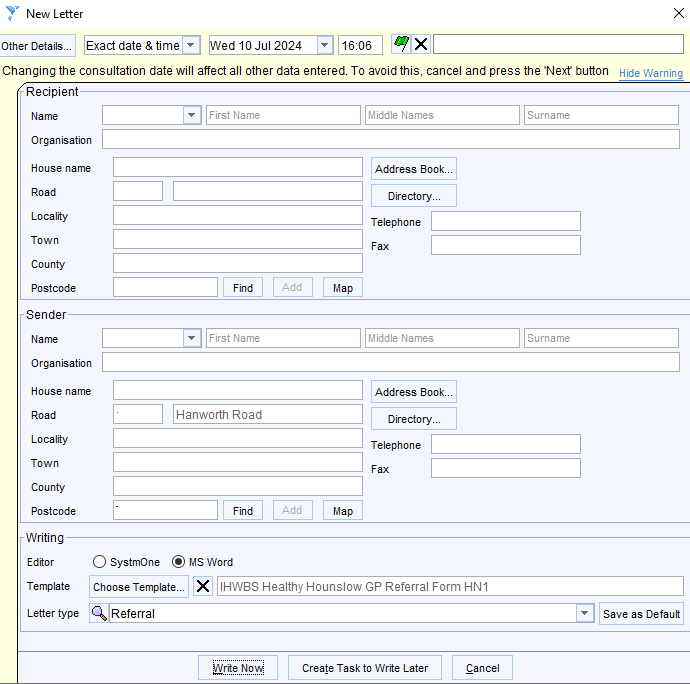 New Letter
Other Details... Exact date & time Wed 10 Jul 2024 16:06
Changing the consultation date will affect all other data entered. To avoid this, cancel and press the 'Next' button Hide Warning
Recipient
Name First Name Middle Names Surname
Organisation
House name Address Book...
Road Directory...
Locality Telephone
Town Fax
County
Postcode Find Add Map
Sender
Name First Name Middle Names Surname
Organisation
House name Address Book...
Road Hanworth Road Directory...
Locality Telephone
Town Fax
County
Postcode Find Add Map
Writing
Editor SystmOne MS Word
Template Choose Template... IHWBS Healthy Hounslow GP Referral Form HN1
Letter type Referral Save as Default
Write Now Create Task to Write Later Cancel